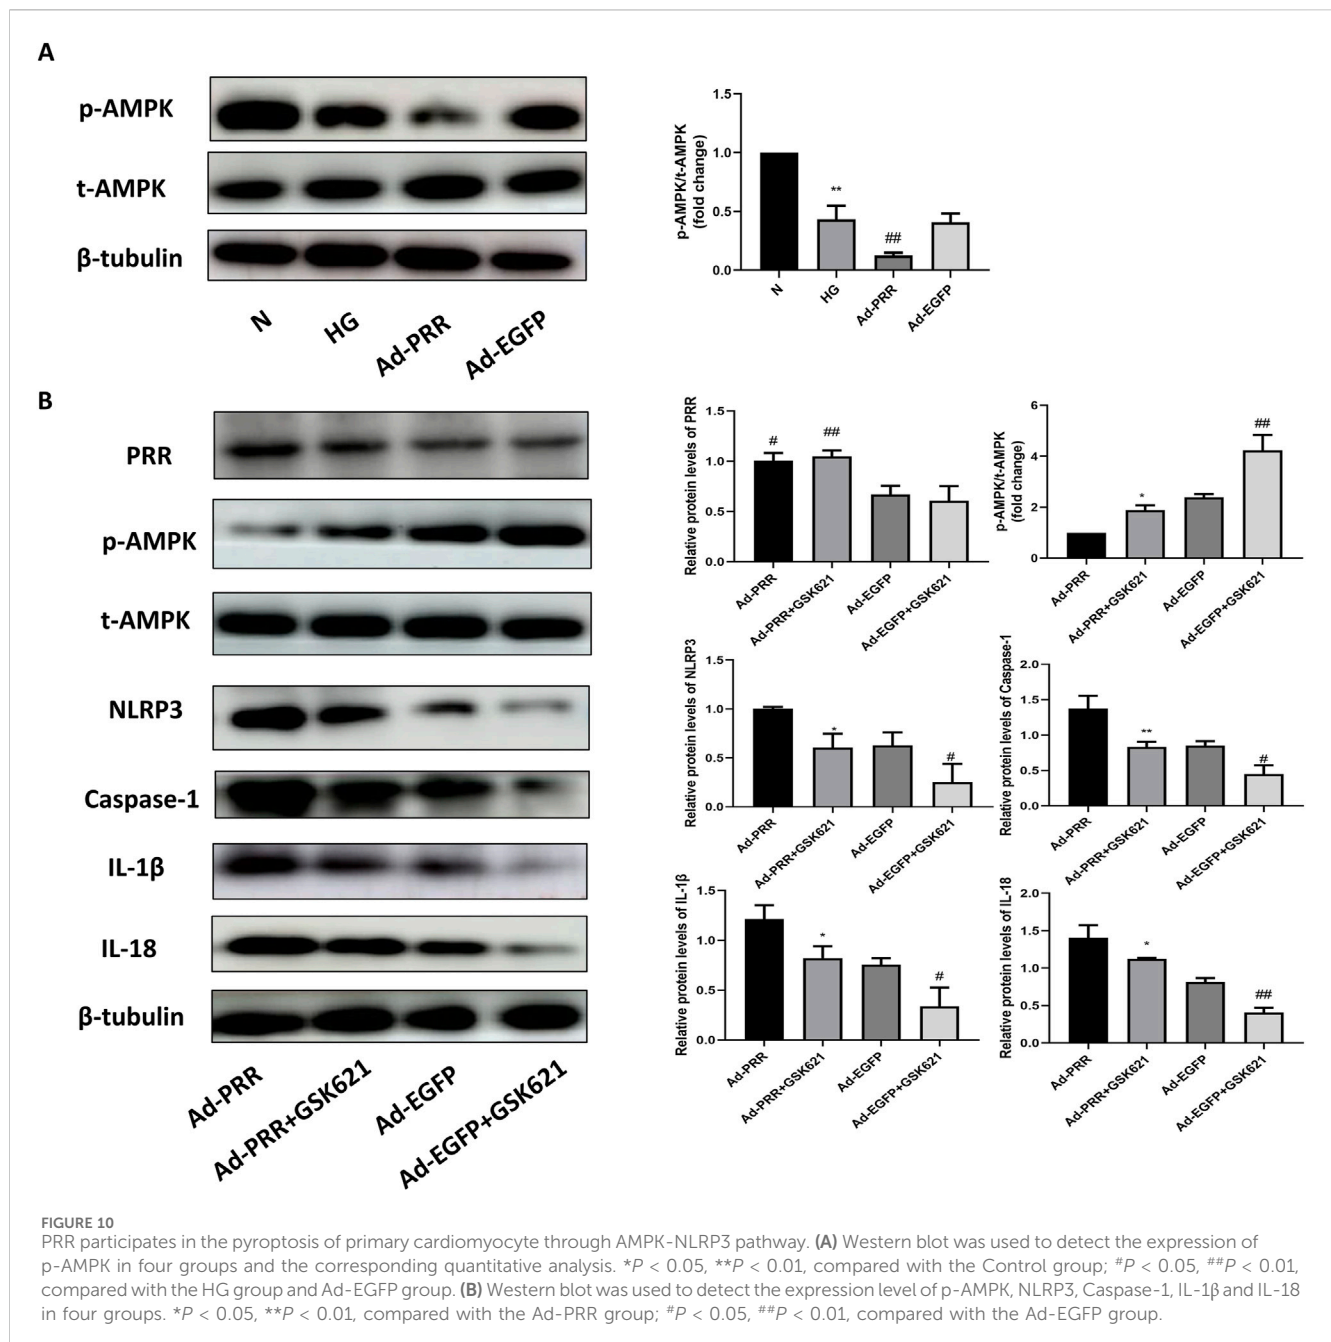 A
p-AMPK
t-AMPK
β-tubulin
N
HG
Ad-PRR
Ad-EGFP
p-AMPK/t-AMPK
(fold change)
1.5
1.0
0.5
0.0
**
##
N
HG
Ad-PRR
Ad-EGFP
B
PRR
p-AMPK
t-AMPK
NLRP3
Caspase-1
IL-1β
IL-18
β-tubulin
Ad-PRR
Ad-PRR+GSK621
Ad-EGFP
Ad-EGFP+GSK621
Relative protein levels of PRR
1.5
1.0
0.5
0.0
#
##
Ad-PRR
Ad-PRR+GSK621
Ad-EGFP
Ad-EGFP+GSK621
p-AMPK/t-AMPK
(fold change)
6
4
2
0
*
##
Ad-PRR
Ad-PRR+GSK621
Ad-EGFP
Ad-EGFP+GSK621
Relative protein levels of NLRP3
1.5
1.0
0.5
0.0
*
#
Ad-PRR
Ad-PRR+GSK621
Ad-EGFP
Ad-EGFP+GSK621
Relative protein levels of Caspase-1
2.0
1.5
1.0
0.5
0.0
**
#
Ad-PRR
Ad-PRR+GSK621
Ad-EGFP
Ad-EGFP+GSK621
Relative protein levels of IL-1β
1.5
1.0
0.5
0.0
*
#
Ad-PRR
Ad-PRR+GSK621
Ad-EGFP
Ad-EGFP+GSK621
Relative protein levels of IL-18
2.0
1.5
1.0
0.5
0.0
*
##
Ad-PRR
Ad-PRR+GSK621
Ad-EGFP
Ad-EGFP+GSK621
FIGURE 10
PRR participates in the pyroptosis of primary cardiomyocyte through AMPK-NLRP3 pathway. (A) Western blot was used to detect the expression of
p-AMPK in four groups and the corresponding quantitative analysis. *P < 0.05, **P < 0.01, compared with the Control group; #P < 0.05, ##P < 0.01,
compared with the HG group and Ad-EGFP group. (B) Western blot was used to detect the expression level of p-AMPK, NLRP3, Caspase-1, IL-1β and IL-18
in four groups. *P < 0.05, **P < 0.01, compared with the Ad-PRR group; #P < 0.05, ##P < 0.01, compared with the Ad-EGFP group.